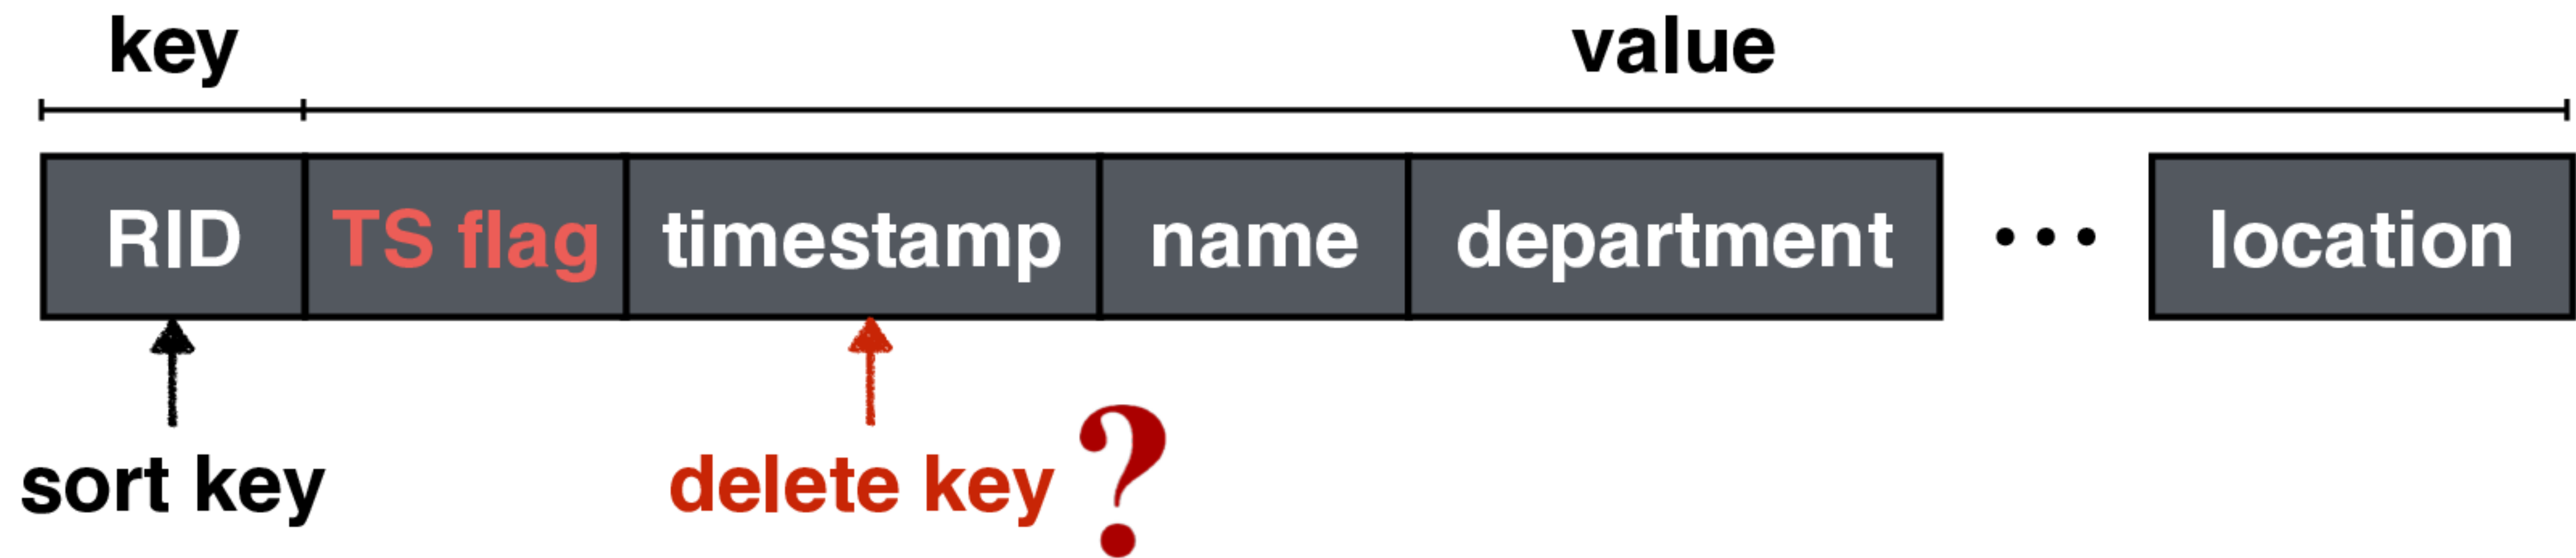 key value
RID TS flag timestamp name department ... location
sort key delete key ?